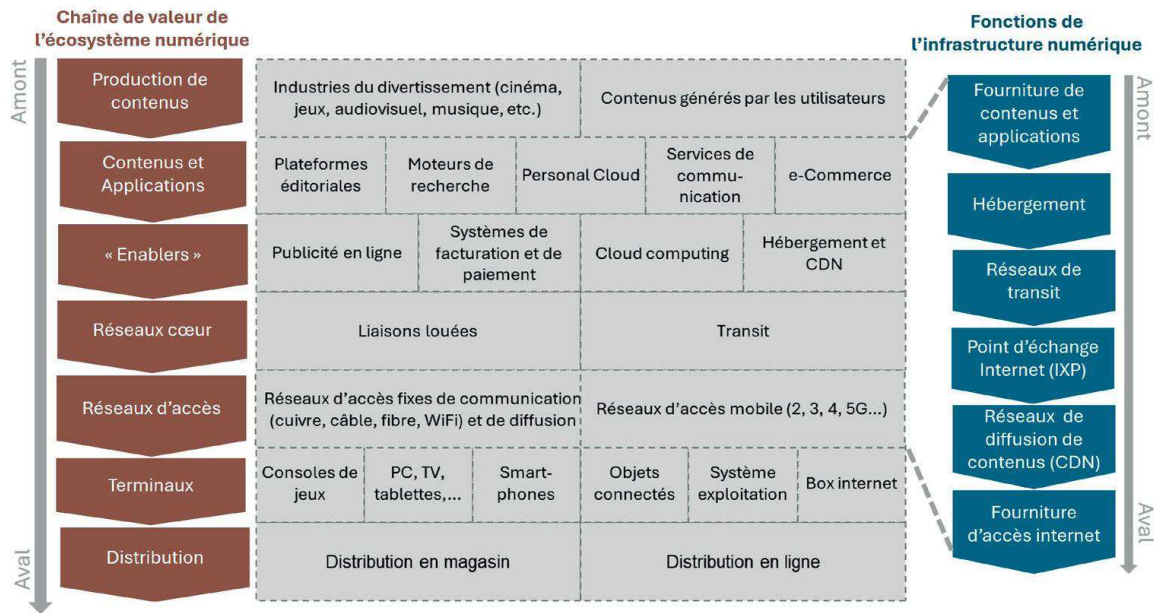 Chaîne de valeur de
l'écosystème numérique
Amont
Aval
Production de
contenus
Industries du divertissement (cinéma,
jeux, audiovisuel, musique, etc.)
Contenus générés par les utilisateurs
Contenus et
Applications
Plateformes
éditoriales
Moteurs de
recherche
Personal Cloud
Services de
commu-
nication
e-Commerce
« Enablers »
Publicité en ligne
Systèmes de
facturation et de
paiement
Cloud computing
Hébergement et
CDN
Réseaux cœur
Liaisons louées
Transit
Réseaux d'accès
Réseaux d'accès fixes de communication
(cuivre, câble, fibre, WiFi) et de diffusion
Réseaux d'accès mobile (2, 3, 4, 5G...)
Terminaux
Consoles de
jeux
PC, TV,
tablettes,...
Smart-
phones
Objets
connectés
Système
exploitation
Box internet
Distribution
Distribution en magasin
Distribution en ligne
Fonctions de
l'infrastructure numérique
Amont
Aval
Fourniture de
contenus et
applications
Hébergement
Réseaux de
transit
Point d'échange
Internet (IXP)
Réseaux de
diffusion de
contenus (CDN)
Fourniture
d'accès internet